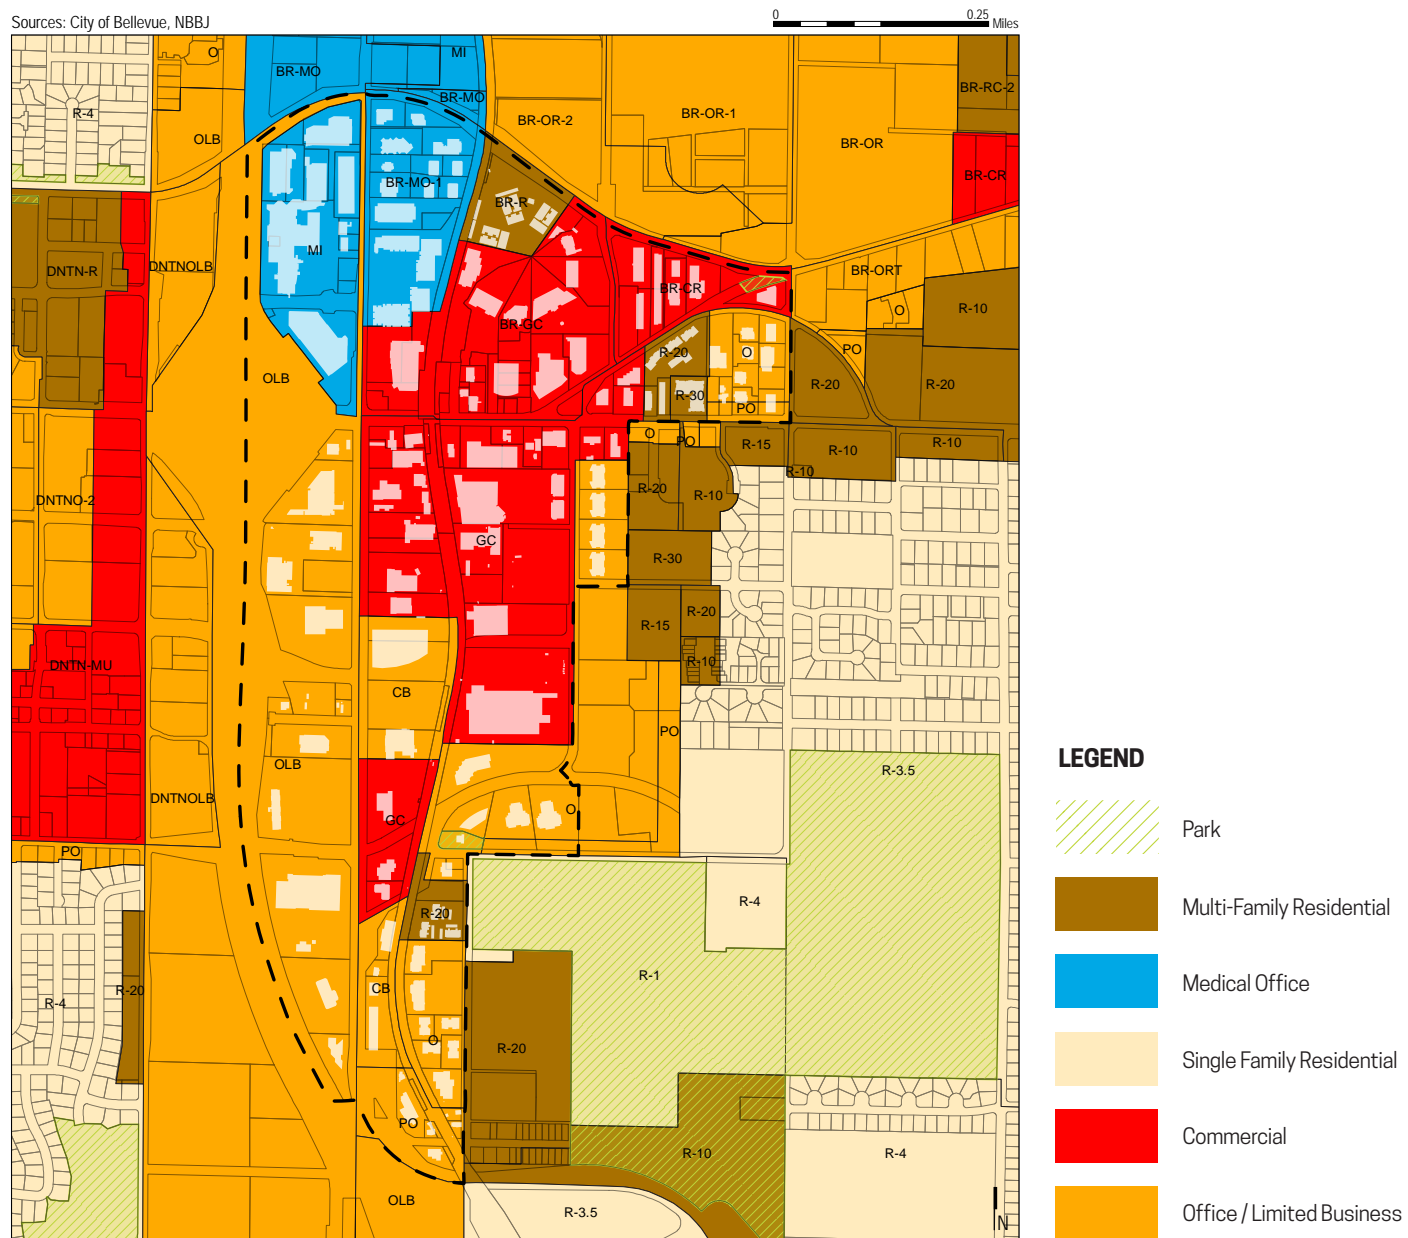 Sources: City of Bellevue, NBBJ
0 0.25 Miles
O
MI
BR-MO
BR-RC-2
BR-MO
R-4
BR-OR-2
BR-OR-1
OLB
BR-OR
BR-CR
BR-MO-1
BR-R
MI
DNTN-R
DNTNOLB
BR-ORT
BR-CR
R-10
O
BR-GC
R-20
O
PO
OLB
R-20
R-20
R-30
PO
O
PO
R-15
R-10
R-10
R-10
DNTNO-2
R-20
R-10
GC
R-30
R-20
R-15
R-10
DNTN-MU
CB
PO
OLB
R-3.5
DNTNOLB
O
GC
PO
R-4
R-20
R-1
R-20
R-4
CB
O
R-20
PO
R-10
R-4
OLB
R-3.5
N
LEGEND
Park
Multi-Family Residential
Medical Office
Single Family Residential
Commercial
Office / Limited Business